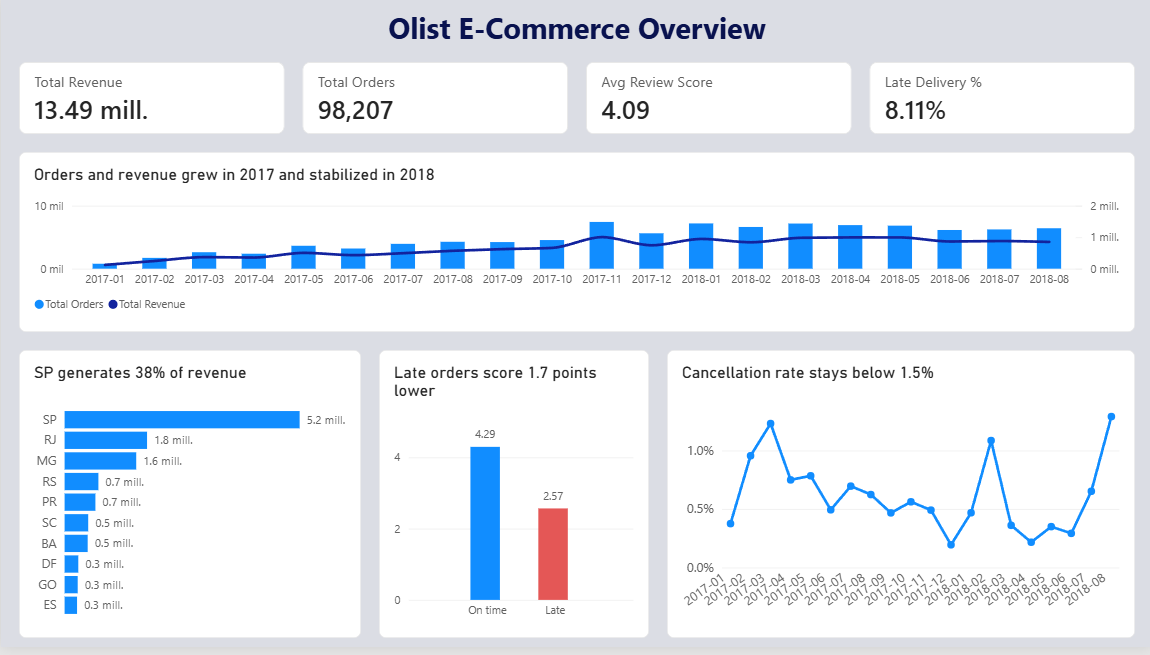 Olist E-Commerce Overview
Total Revenue
13.49 mill.
Total Orders
98,207
Avg Review Score
4.09
Late Delivery %
8.11%
Orders and revenue grew in 2017 and stabilized in 2018
10 mil
0 mil
2 mill.
1 mill.
0 mill.
2017-01 2017-02 2017-03 2017-04 2017-05 2017-06 2017-07 2017-08 2017-09 2017-10 2017-11 2017-12 2018-01 2018-02 2018-03 2018-04 2018-05 2018-06 2018-07 2018-08
Total Orders Total Revenue
SP generates 38% of revenue
SP 5.2 mill.
RJ 1.8 mill.
MG 1.6 mill.
RS 0.7 mill.
PR 0.7 mill.
SC 0.5 mill.
BA 0.5 mill.
DF 0.3 mill.
GO 0.3 mill.
ES 0.3 mill.
Late orders score 1.7 points
lower
4
2
0
4.29
2.57
On time Late
Cancellation rate stays below 1.5%
1.0%
0.5%
0.0%
2017-01 2017-02 2017-03 2017-04 2017-05 2017-06 2017-07 2017-08 2017-09 2017-10 2017-11 2017-12 2018-01 2018-02 2018-03 2018-04 2018-05 2018-06 2018-07 2018-08